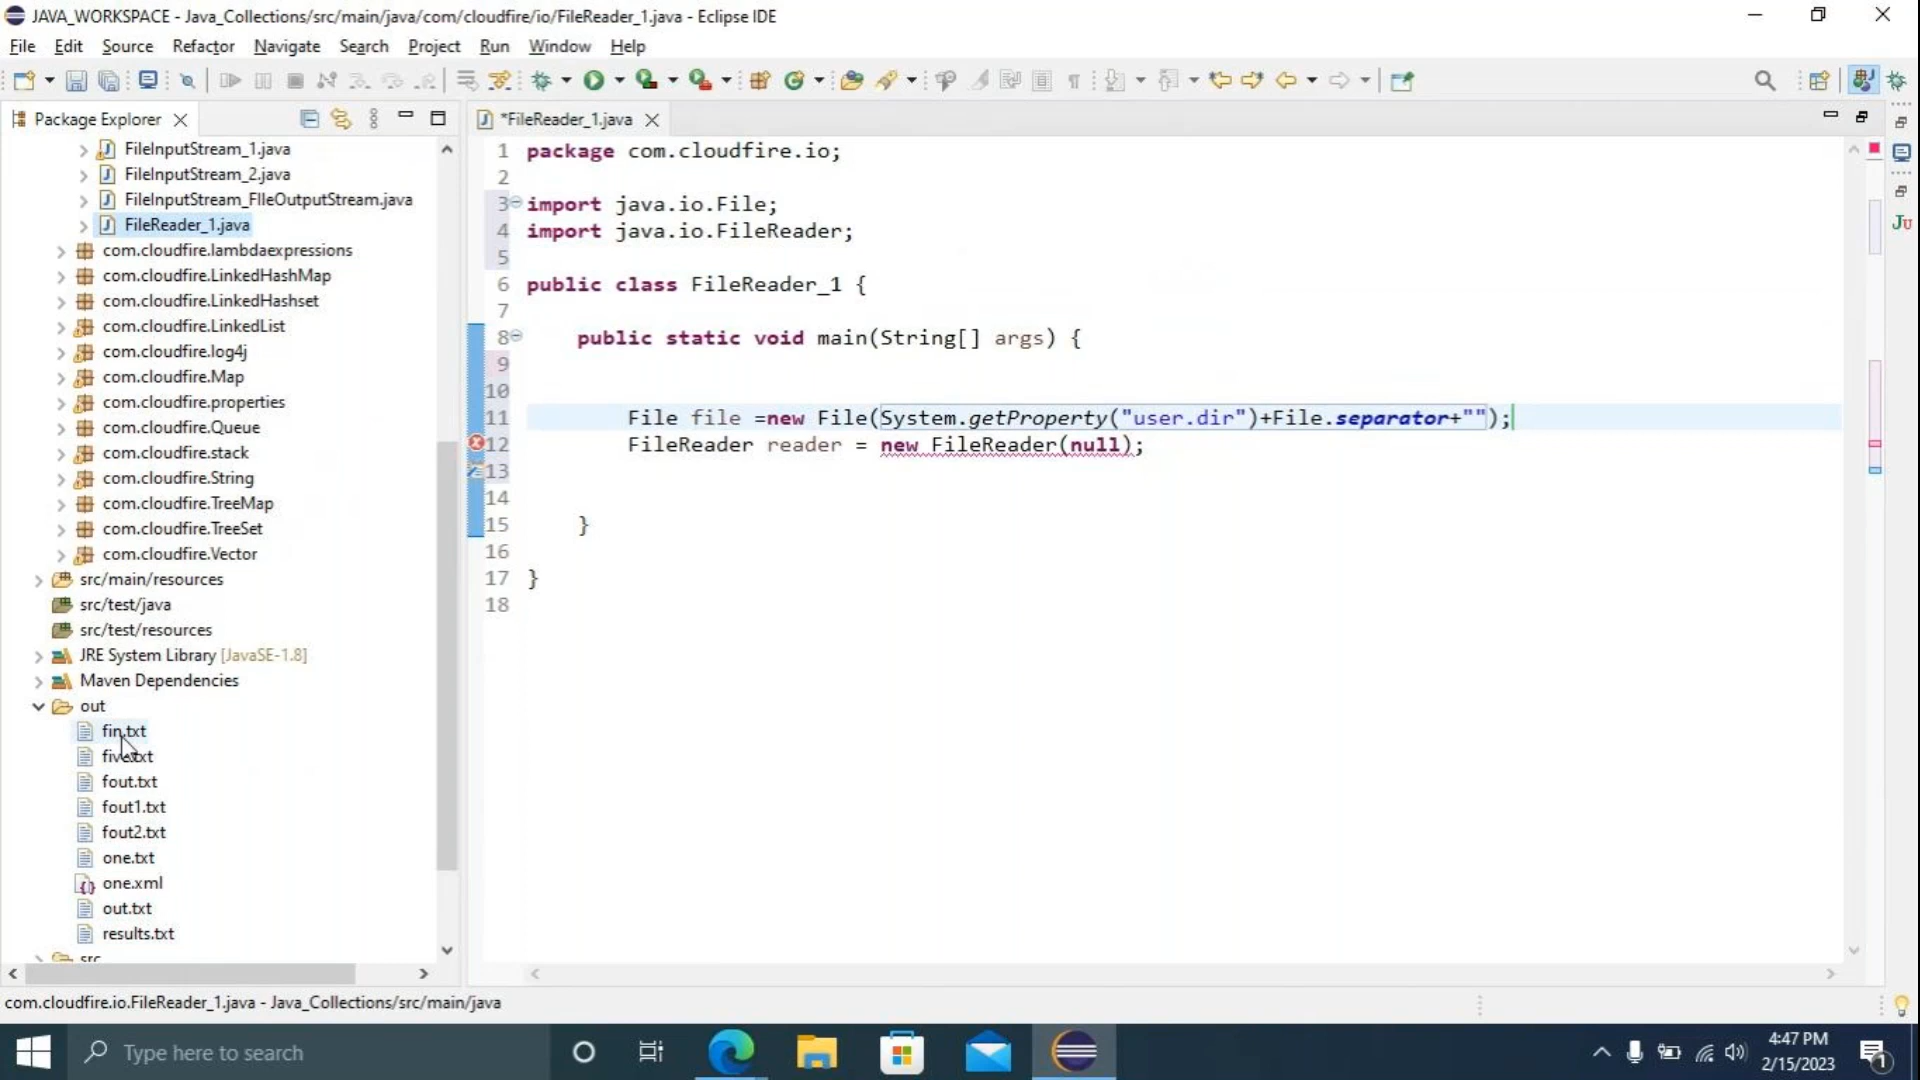 JAVA_WORKSPACE - Java_Collections/src/main/java/com/cloudfire/io/FileReader_1.java - Eclipse IDE
File Edit Source Refactor Navigate Search Project Run Window Help
Package Explorer
FileInputStream_1.java
FileInputStream_2.java
FileInputStream_FIleOutputStream.java
FileReader_1.java
com.cloudfire.lambdaexpressions
com.cloudfire.LinkedHashMap
com.cloudfire.LinkedHashset
com.cloudfire.LinkedList
com.cloudfire.log4j
com.cloudfire.Map
com.cloudfire.properties
com.cloudfire.Queue
com.cloudfire.stack
com.cloudfire.String
com.cloudfire.TreeMap
com.cloudfire.TreeSet
com.cloudfire.Vector
src/main/resources
src/test/java
src/test/resources
JRE System Library [JavaSE-1.8]
Maven Dependencies
out
fin.txt
five.txt
fout.txt
fout1.txt
fout2.txt
one.txt
one.xml
out.txt
results.txt
src
*FileReader_1.java
1 package com.cloudfire.io;
2
3 import java.io.File;
4 import java.io.FileReader;
5
6 public class FileReader_1 {
7
8 public static void main(String[] args) {
9
10
11 File file =new File(System.getProperty("user.dir")+File.separator+"");
12 FileReader reader = new FileReader(null);
13
14
15 }
16
17 }
18
Ju
com.cloudfire.io.FileReader_1.java - Java_Collections/src/main/java
Type here to search
4:47 PM
2/15/2023
1